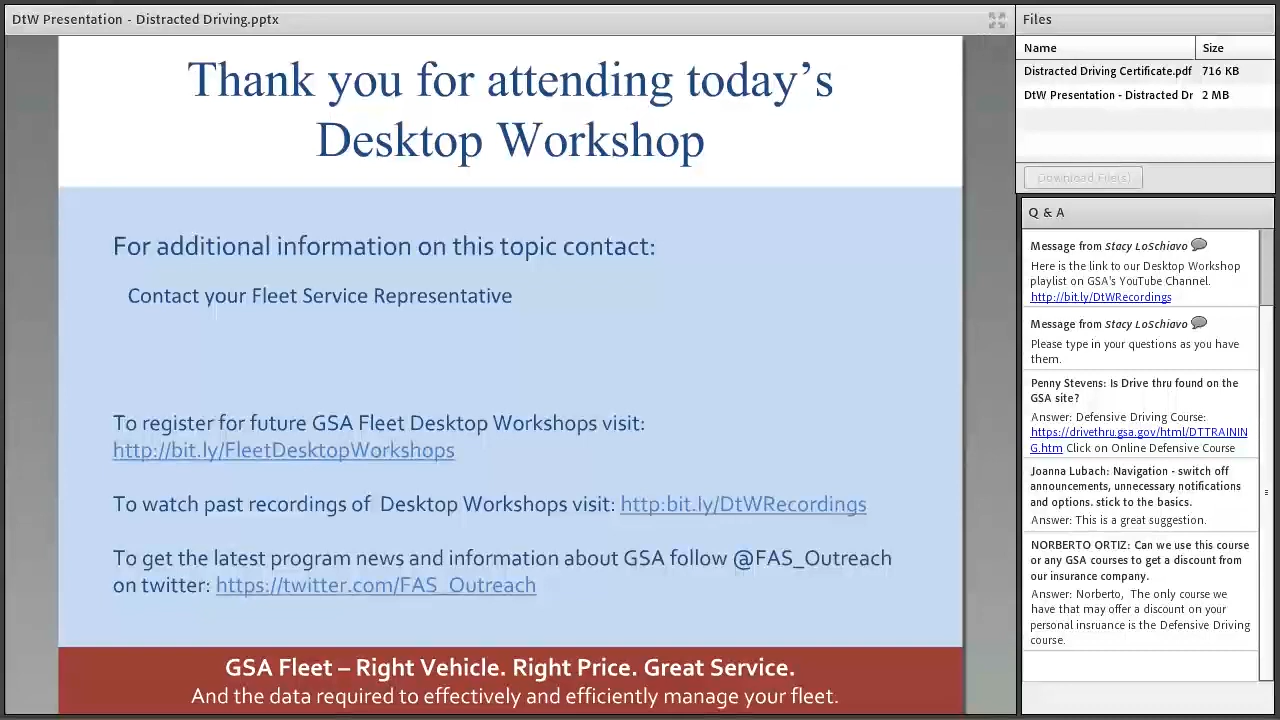 DtW Presentation - Distracted Driving.pptx
Thank you for attending today's
Desktop Workshop
For additional information on this topic contact:
Contact your Fleet Service Representative
To register for future GSA Fleet Desktop Workshops visit:
http://bit.ly/FleetDesktopWorkshops
To watch past recordings of Desktop Workshops visit: http:bit.ly/DtWRecordings
To get the latest program news and information about GSA follow @FAS_Outreach
on twitter: https://twitter.com/FAS_Outreach
GSA Fleet – Right Vehicle. Right Price. Great Service.
And the data required to effectively and efficiently manage your fleet.
Files
Name Size
Distracted Driving Certificate.pdf 716 KB
DtW Presentation - Distracted Dr 2 MB
Download File(s)
Q & A
Message from Stacy LoSchiavo
Here is the link to our Desktop Workshop
playlist on GSA's YouTube Channel.
http://bit.ly/DtWRecordings
Message from Stacy LoSchiavo
Please type in your questions as you have
them.
Penny Stevens: Is Drive thru found on the
GSA site?
Answer: Defensive Driving Course:
https://drivethru.gsa.gov/html/DTTRAININ
G.htm Click on Online Defensive Course
Joanna Lubach: Navigation - switch off
announcements, unnecessary notifications
and options. stick to the basics.
Answer: This is a great suggestion.
NORBERTO ORTIZ: Can we use this course
or any GSA courses to get a discount from
our insurance company.
Answer: Norberto, The only course we
have that may offer a discount on your
personal insruance is the Defensive Driving
course.